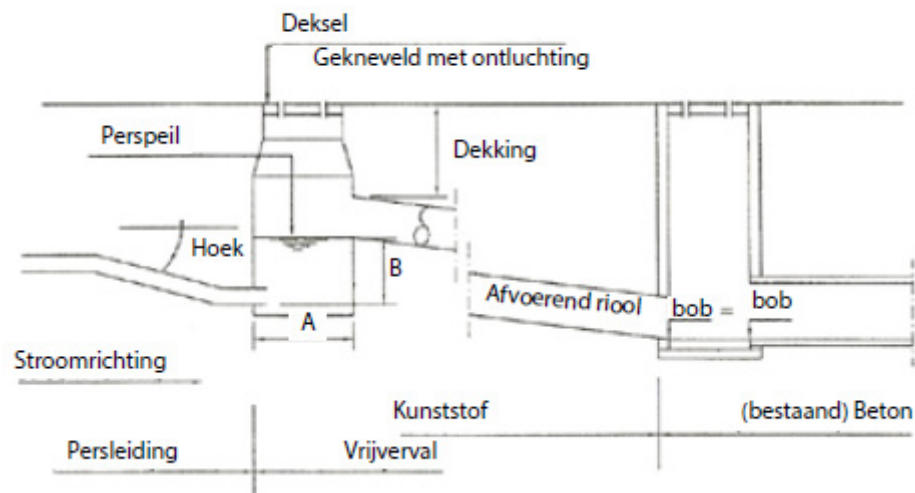 Deksel
Gekneveld met ontluchting
Perspeil
Dekking
Hoek
B
Afvoerend riool
bob = bob
A
Stroomrichting
Kunststof
(bestaand) Beton
Persleiding
Vrijverval